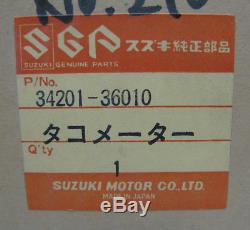 SGP スズキ純正部品
SUZUKI GENUINE PARTS
P/No.
34201-36010
タコメーター
Q'ty
1
SUZUKI MOTOR CO.,LTD.
MADE IN JAPAN